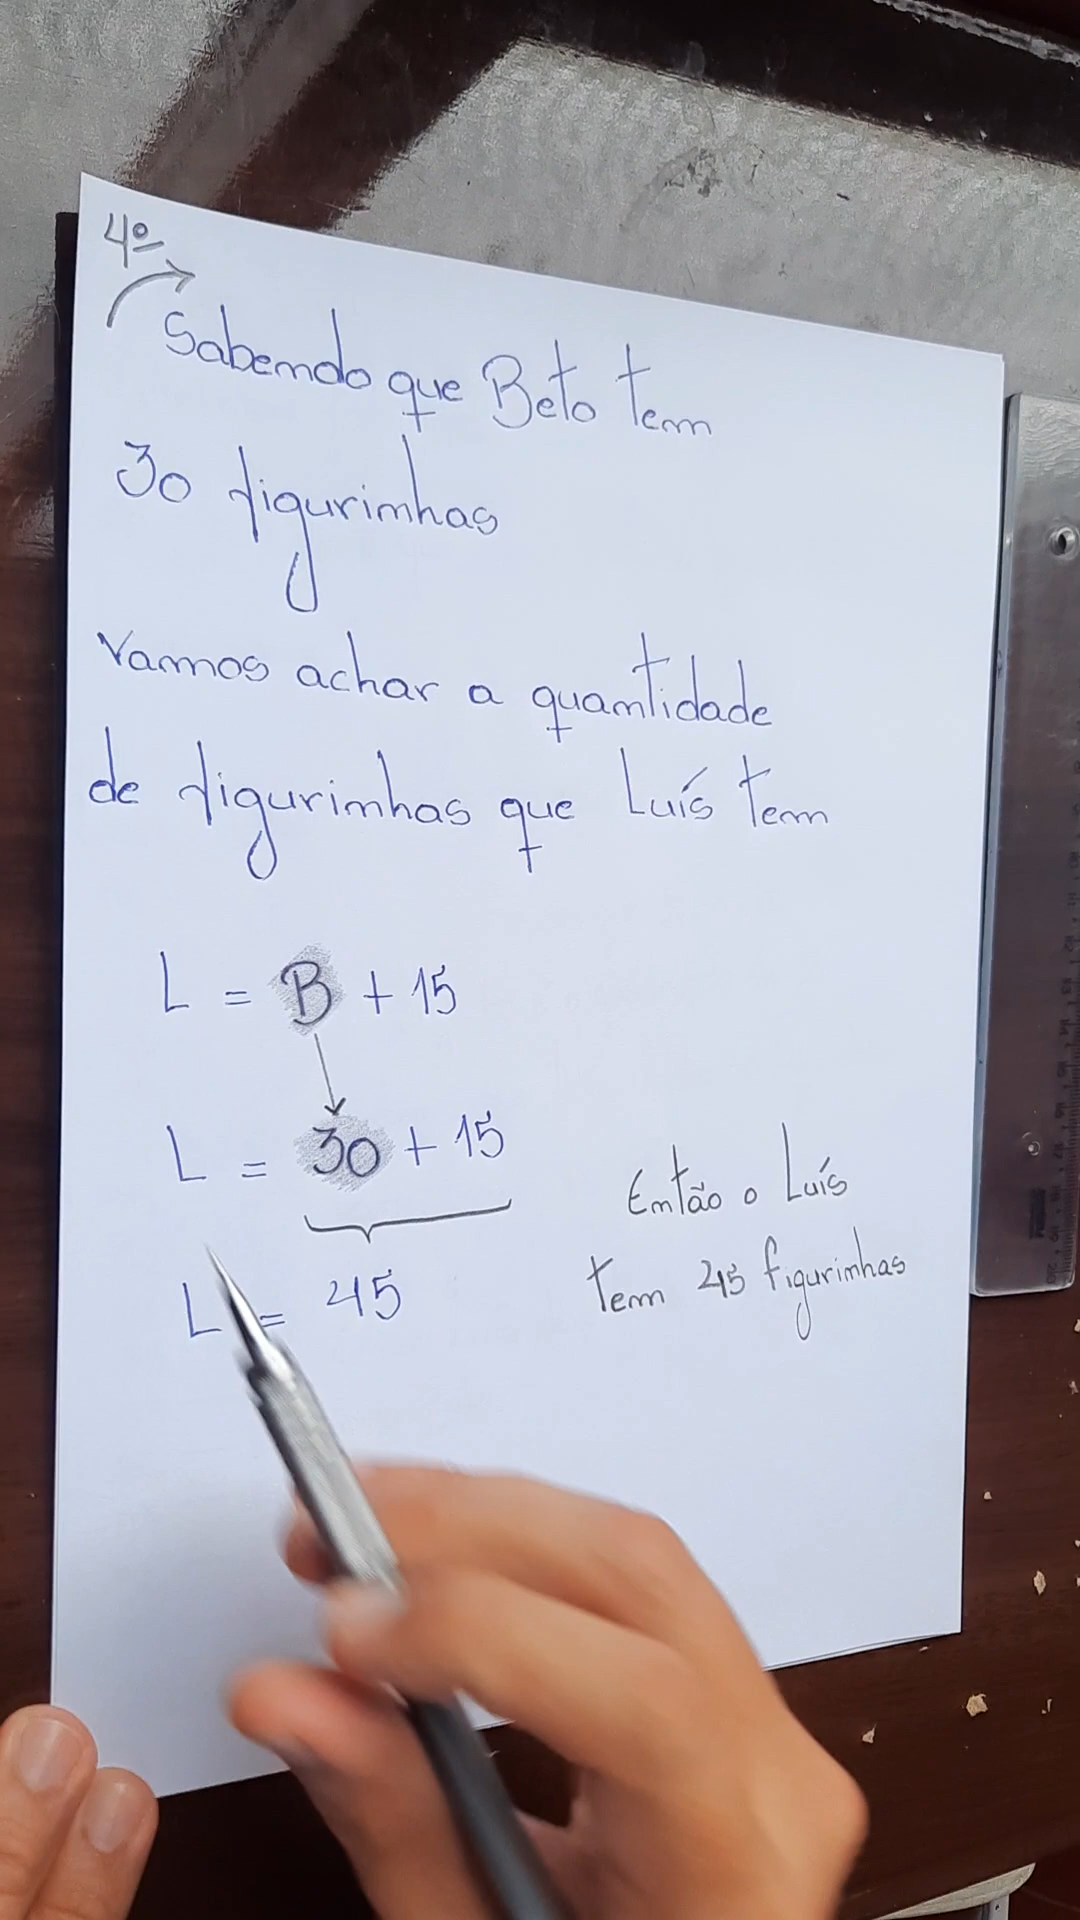 4º
Sabendo que Beto tem
30 figurinhas
Vamos achar a quantidade
de figurinhas que Luís tem
L = B + 15
L = 30 + 15
L = 45
Então o Luís
tem 45 figurinhas